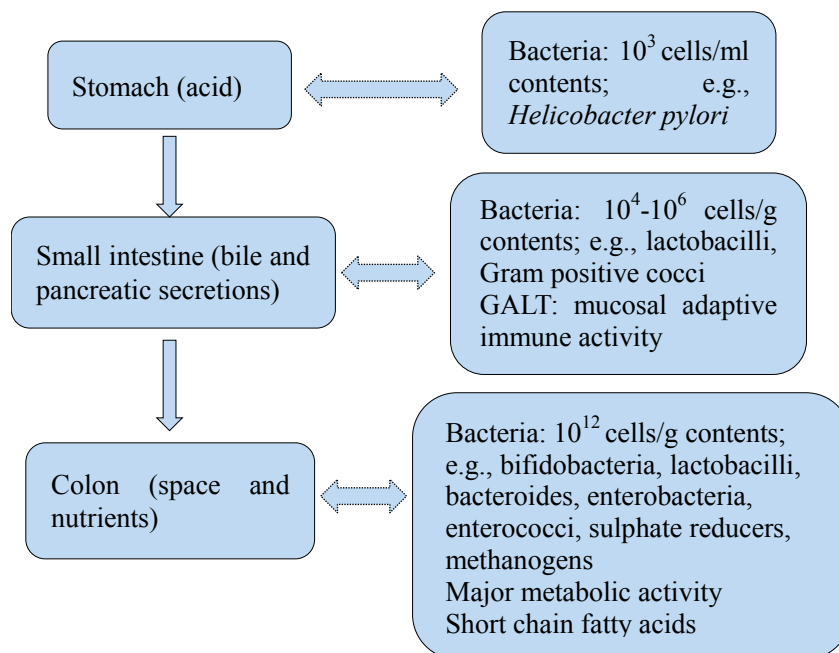 Stomach (acid)
Bacteria: 10³ cells/ml
contents; e.g.,
Helicobacter pylori
Small intestine (bile and
pancreatic secretions)
Bacteria: 10⁴-10⁶ cells/g
contents; e.g., lactobacilli,
Gram positive cocci
GALT: mucosal adaptive
immune activity
Colon (space and
nutrients)
Bacteria: 10¹² cells/g contents;
e.g., bifidobacteria, lactobacilli,
bacteroides, enterobacteria,
enterococci, sulphate reducers,
methanogens
Major metabolic activity
Short chain fatty acids